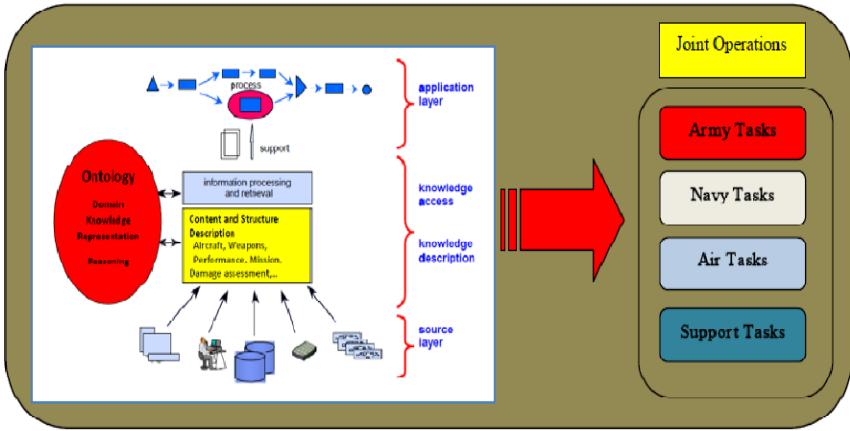 Joint Operations
process
application
layer
support
Army Tasks
Ontology
Domain
Knowledge
Representation
Reasoning
information processing
and retrieval
knowledge
access
Navy Tasks
Content and Structure
Description
Aircraft, Weapons,
Performance, Mission,
Damage assessment,...
knowledge
description
Air Tasks
source
layer
Support Tasks